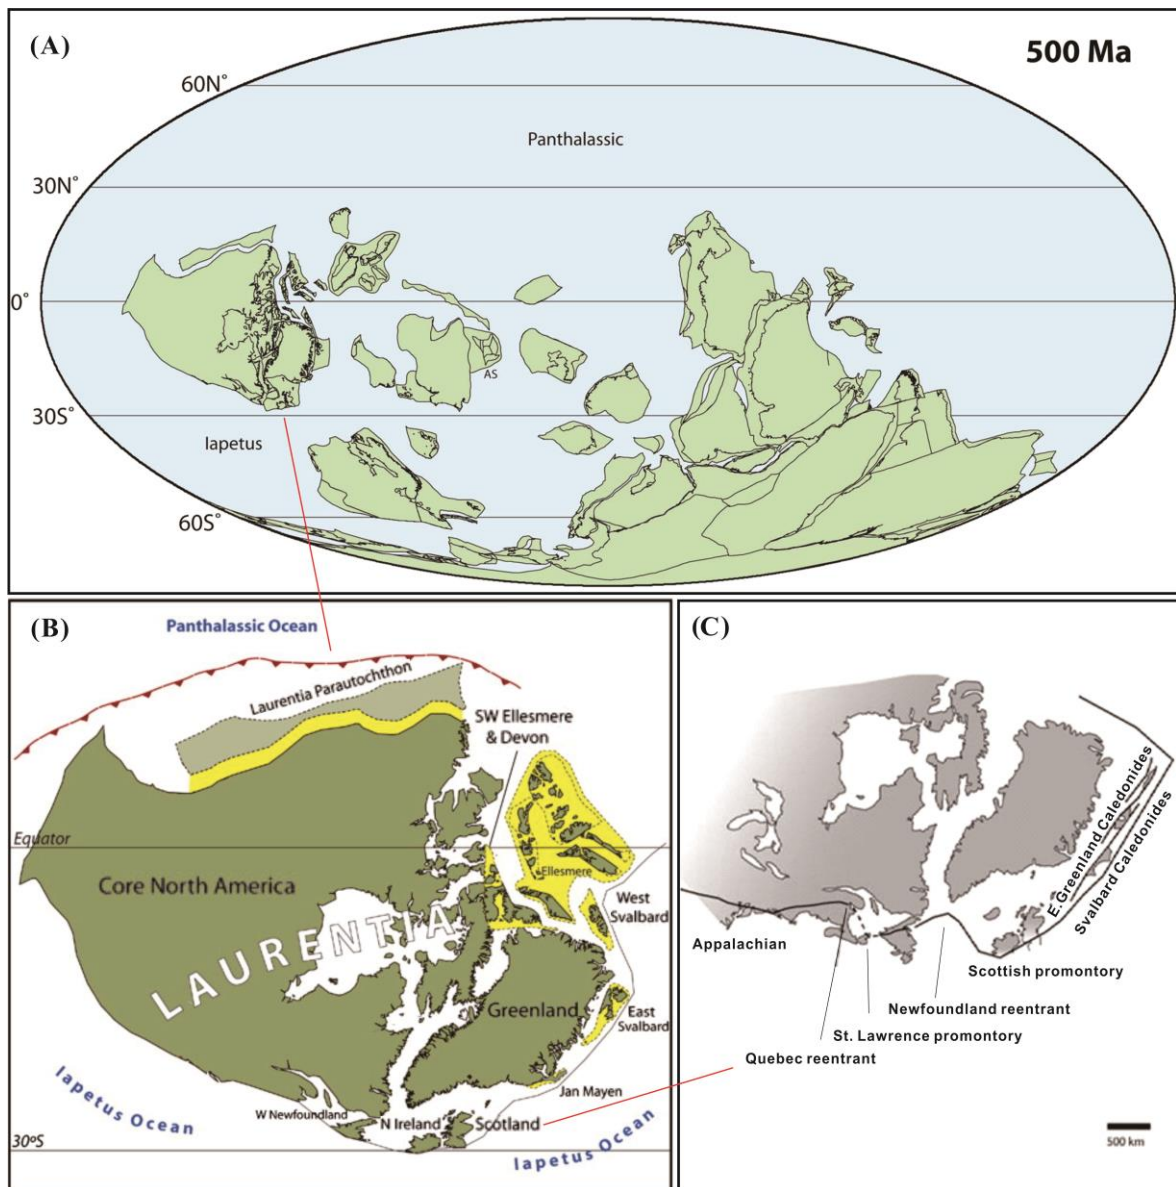 (A)
500 Ma
60N°
Panthalassic
30N°
0°
AS
30S°
Iapetus
60S°
(B)
Panthalassic Ocean
Laurentia Parautochthon
SW Ellesmere
& Devon
Equator
Ellesmere
Core North America
West
Svalbard
LAURENTIA
Greenland
East
Svalbard
Jan Mayen
W Newfoundland
N Ireland
Scotland
Iapetus Ocean
Iapetus Ocean
30ºS
(C)
E. Greenland Caledonides
Svalbard Caledonides
Appalachian
Scottish promontory
Newfoundland reentrant
St. Lawrence promontory
Quebec reentrant
500 km